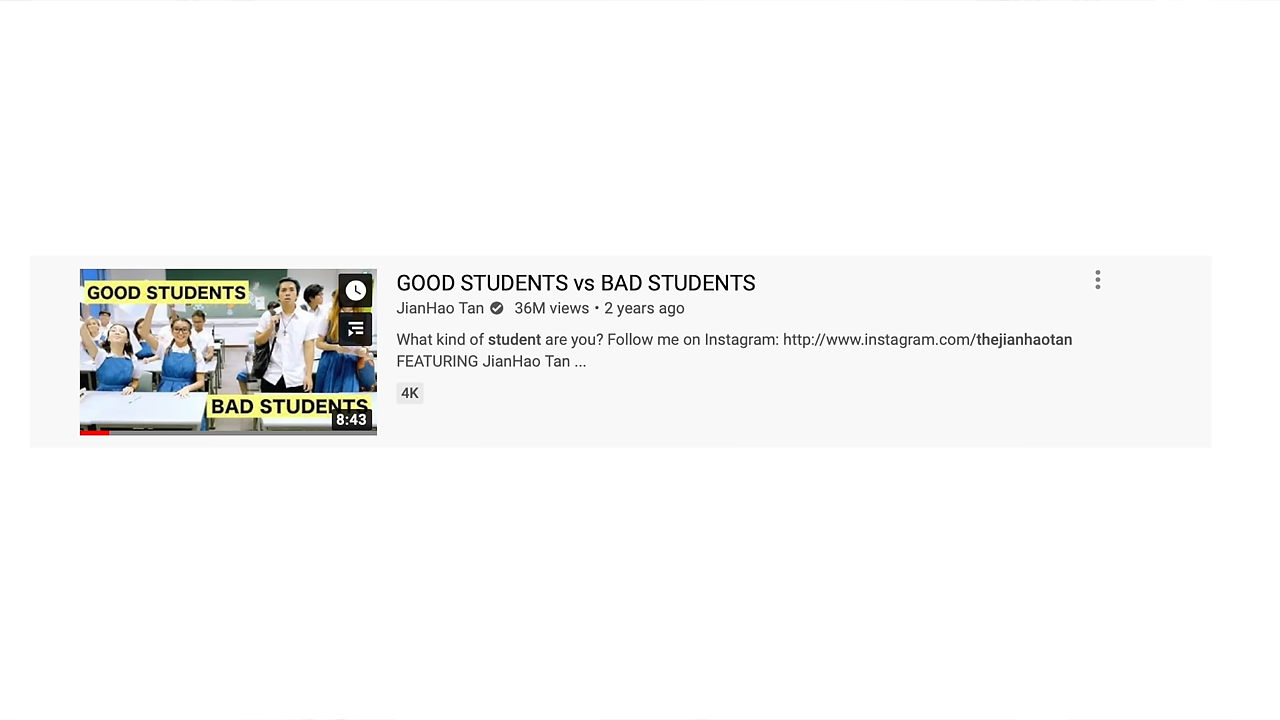 GOOD STUDENTS
BAD STUDENTS
8:43
GOOD STUDENTS vs BAD STUDENTS
JianHao Tan 36M views • 2 years ago
What kind of student are you? Follow me on Instagram: http://www.instagram.com/thejianhaotan
FEATURING JianHao Tan ...
4K